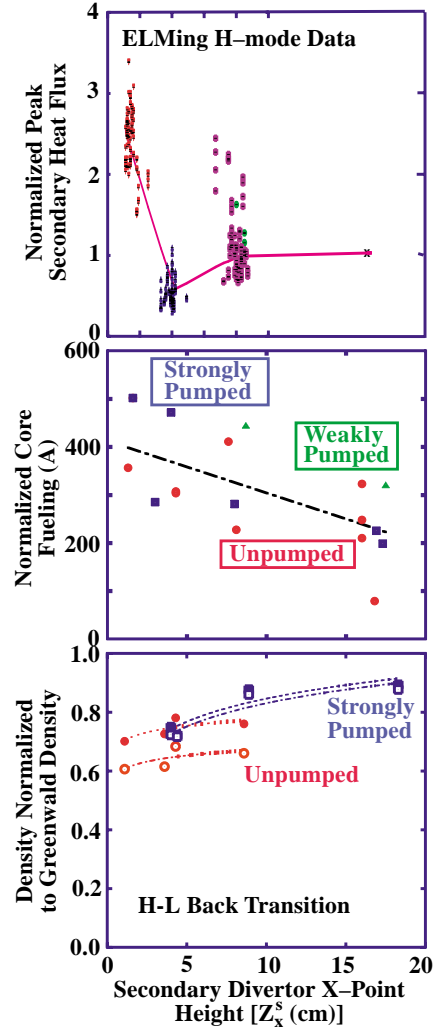 ELMing H–mode Data
Normalized Peak
Secondary Heat Flux
4
3
2
1
0
Strongly
Pumped
Weakly
Pumped
Unpumped
Normalized Core
Fueling (A)
600
400
200
0
Strongly
Pumped
Unpumped
H-L Back Transition
Density Normalized
to Greenwald Density
1.0
0.8
0.6
0.4
0.2
0.0
0 5 10 15 20
Secondary Divertor X–Point
Height [Z_x^s (cm)]